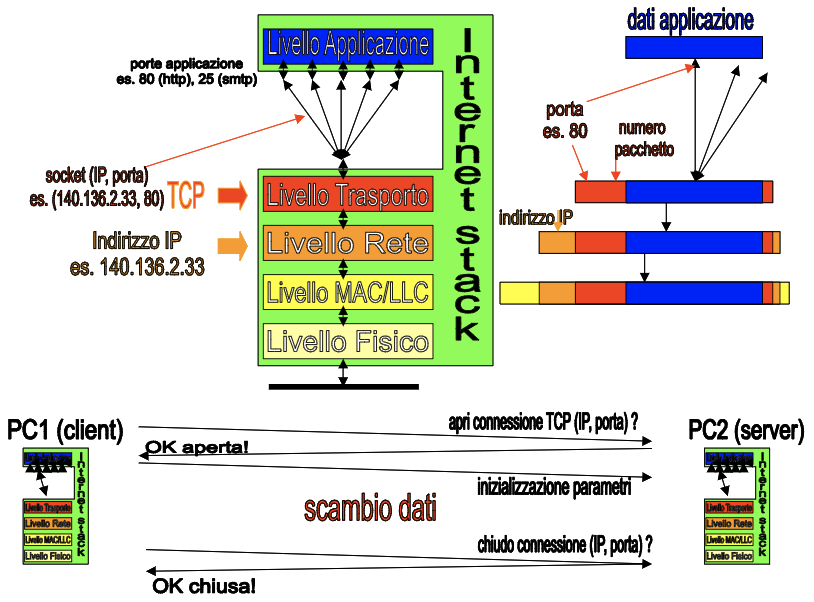 Livello Applicazione
porte applicazione
es. 80 (http), 25 (smtp)
socket (IP, porta)
es. (140.136.2.33, 80)
TCP
Livello Trasporto
Indirizzo IP
es. 140.136.2.33
Livello Rete
Livello MAC/LLC
Livello Fisico
Internet stack
dati applicazione
porta
es. 80
numero
pacchetto
indirizzo IP
PC1 (client)
Internet stack
Livello Trasporto
Livello Rete
Livello MAC/LLC
Livello Fisico
apri connessione TCP (IP, porta) ?
OK aperta!
inizializzazione parametri
scambio dati
chiudo connessione (IP, porta) ?
OK chiusa!
PC2 (server)
Internet stack
Livello Trasporto
Livello Rete
Livello MAC/LLC
Livello Fisico